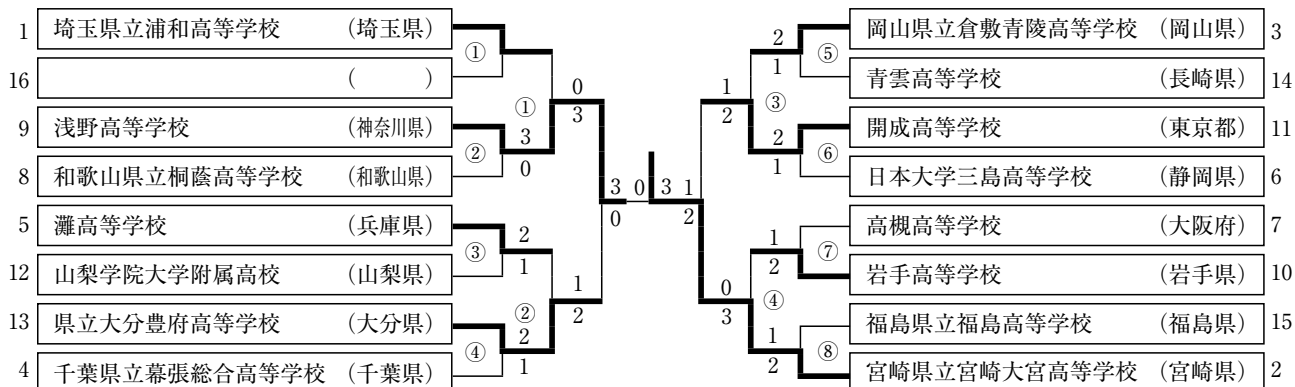 1 埼玉県立浦和高等学校 (埼玉県)
①
16 ( )
①
0
3
9 浅野高等学校 (神奈川県)
②
3
0
8 和歌山県立桐蔭高等学校 (和歌山県)
3
0
5 灘高等学校 (兵庫県)
③
2
1
12 山梨学院大学附属高校 (山梨県)
②
1
2
13 県立大分豊府高等学校 (大分県)
④
2
1
4 千葉県立幕張総合高等学校 (千葉県)
0 3
岡山県立倉敷青陵高等学校 (岡山県) 3
2
⑤
1
青雲高等学校 (長崎県) 14
1
③
2
開成高等学校 (東京都) 11
2
⑥
1
日本大学三島高等学校 (静岡県) 6
1
2
高槻高等学校 (大阪府) 7
1
⑦
2
岩手高等学校 (岩手県) 10
0
④
3
福島県立福島高等学校 (福島県) 15
1
⑧
2
宮崎県立宮崎大宮高等学校 (宮崎県) 2